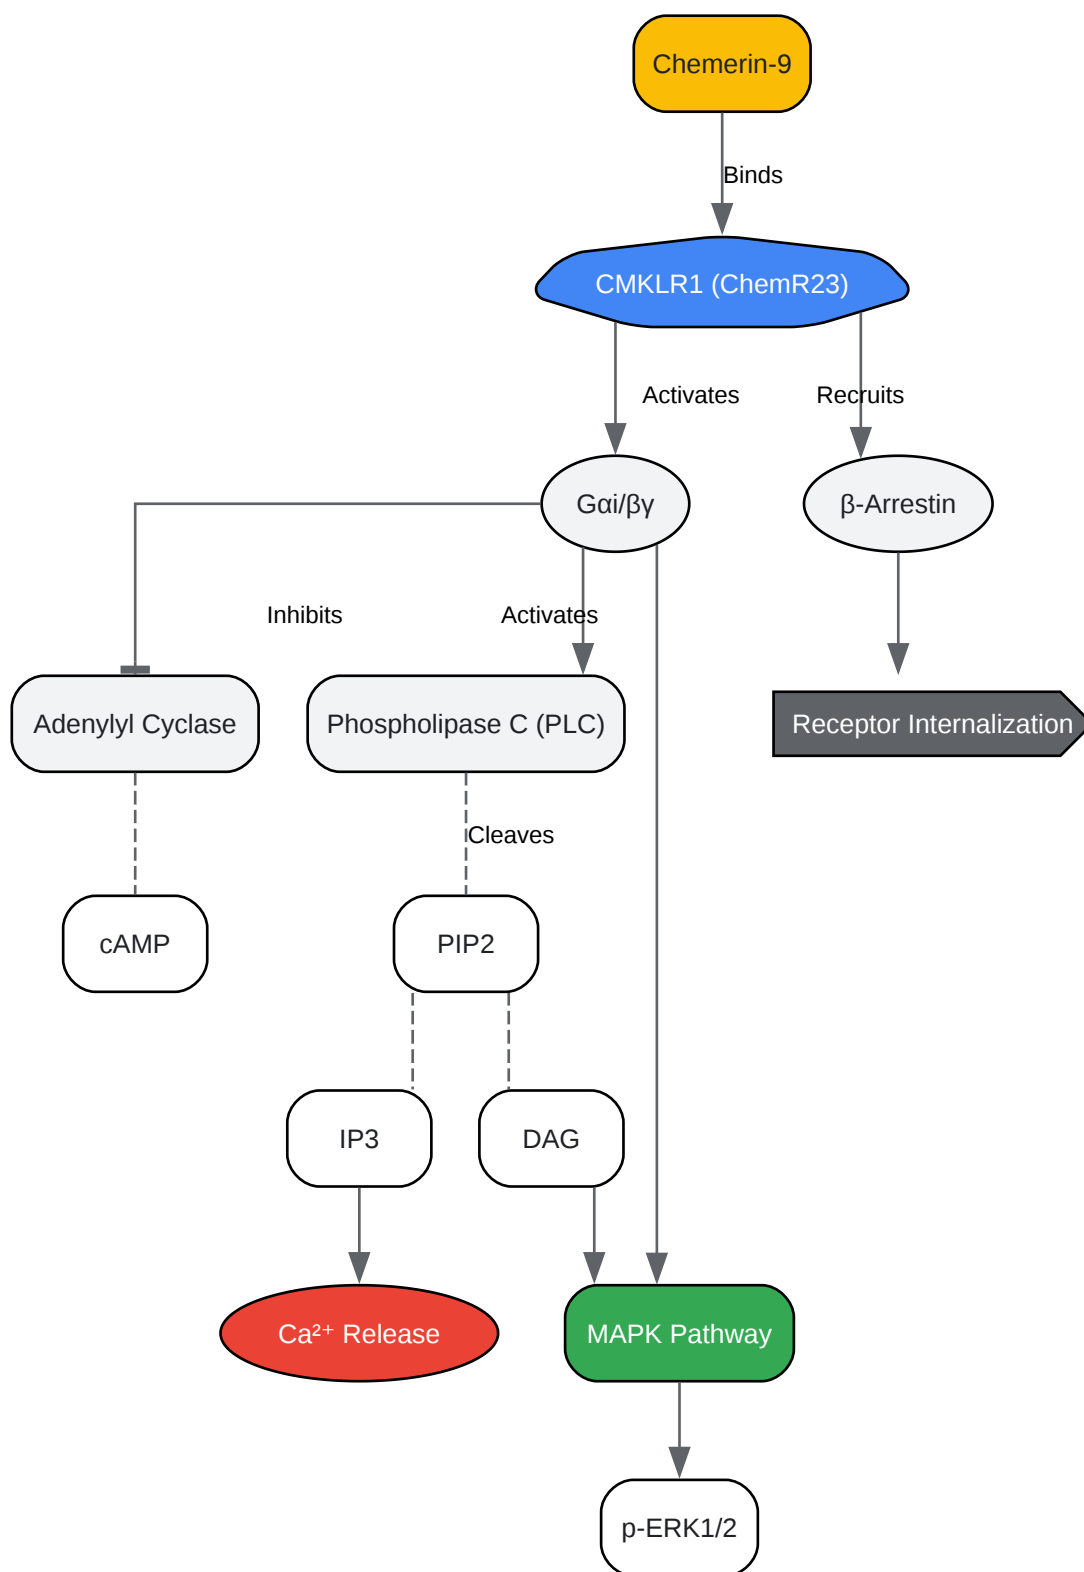 Chemerin-9
Binds
CMKLR1 (ChemR23)
Activates
Recruits
Gαi/βγ
β-Arrestin
Inhibits
Activates
Adenylyl Cyclase
Phospholipase C (PLC)
Receptor Internalization
Cleaves
cAMP
PIP2
IP3
DAG
Ca²⁺ Release
MAPK Pathway
p-ERK1/2